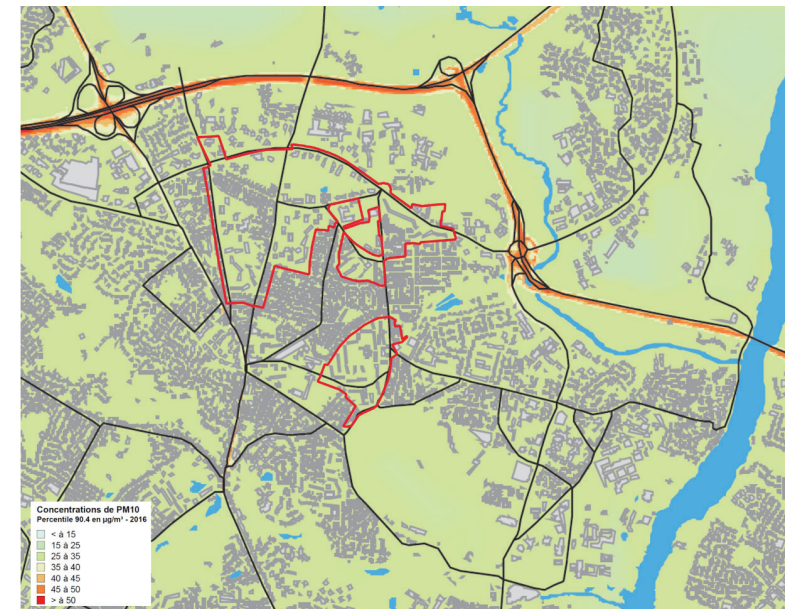 Concentrations de PM10
Percentile 90.4 en µg/m³ - 2016
< à 15
15 à 25
25 à 35
35 à 40
40 à 45
45 à 50
> à 50